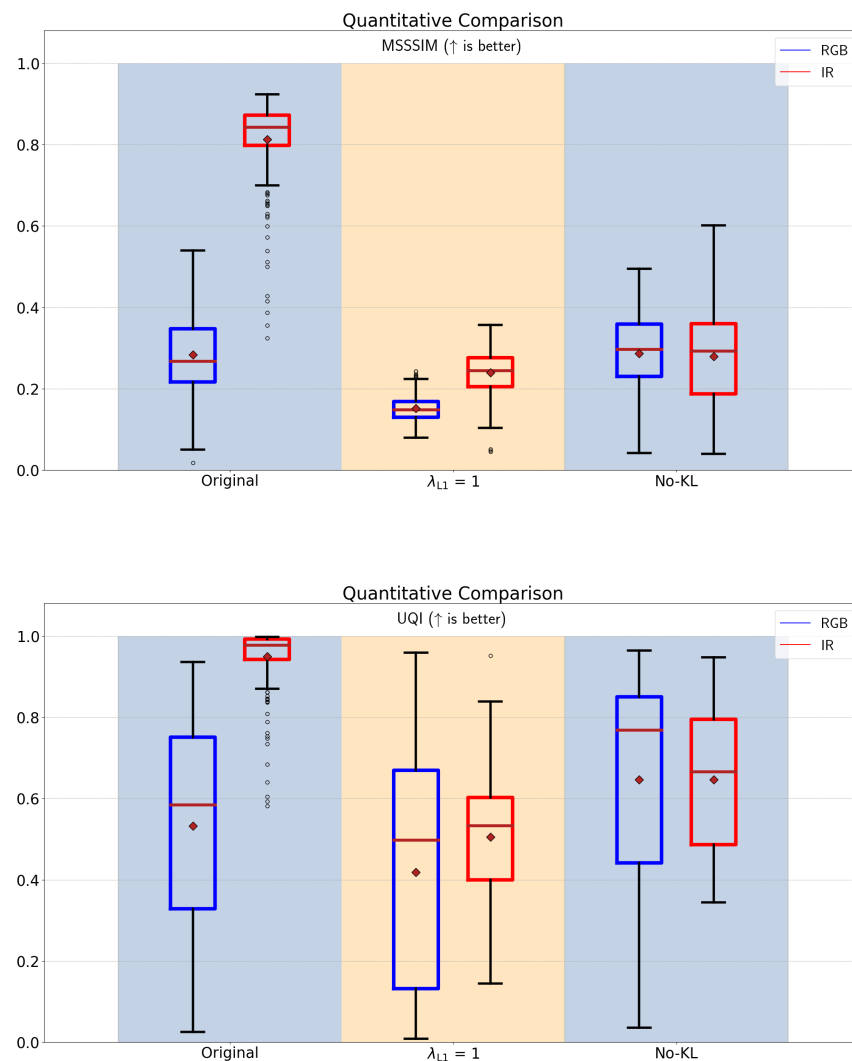 Quantitative Comparison
MSSSIM (↑ is better)
RGB
IR
1.0
0.8
0.6
0.4
0.2
0.0
Original
λL1 = 1
No-KL
Quantitative Comparison
UQI (↑ is better)
RGB
IR
1.0
0.8
0.6
0.4
0.2
0.0
Original
λL1 = 1
No-KL